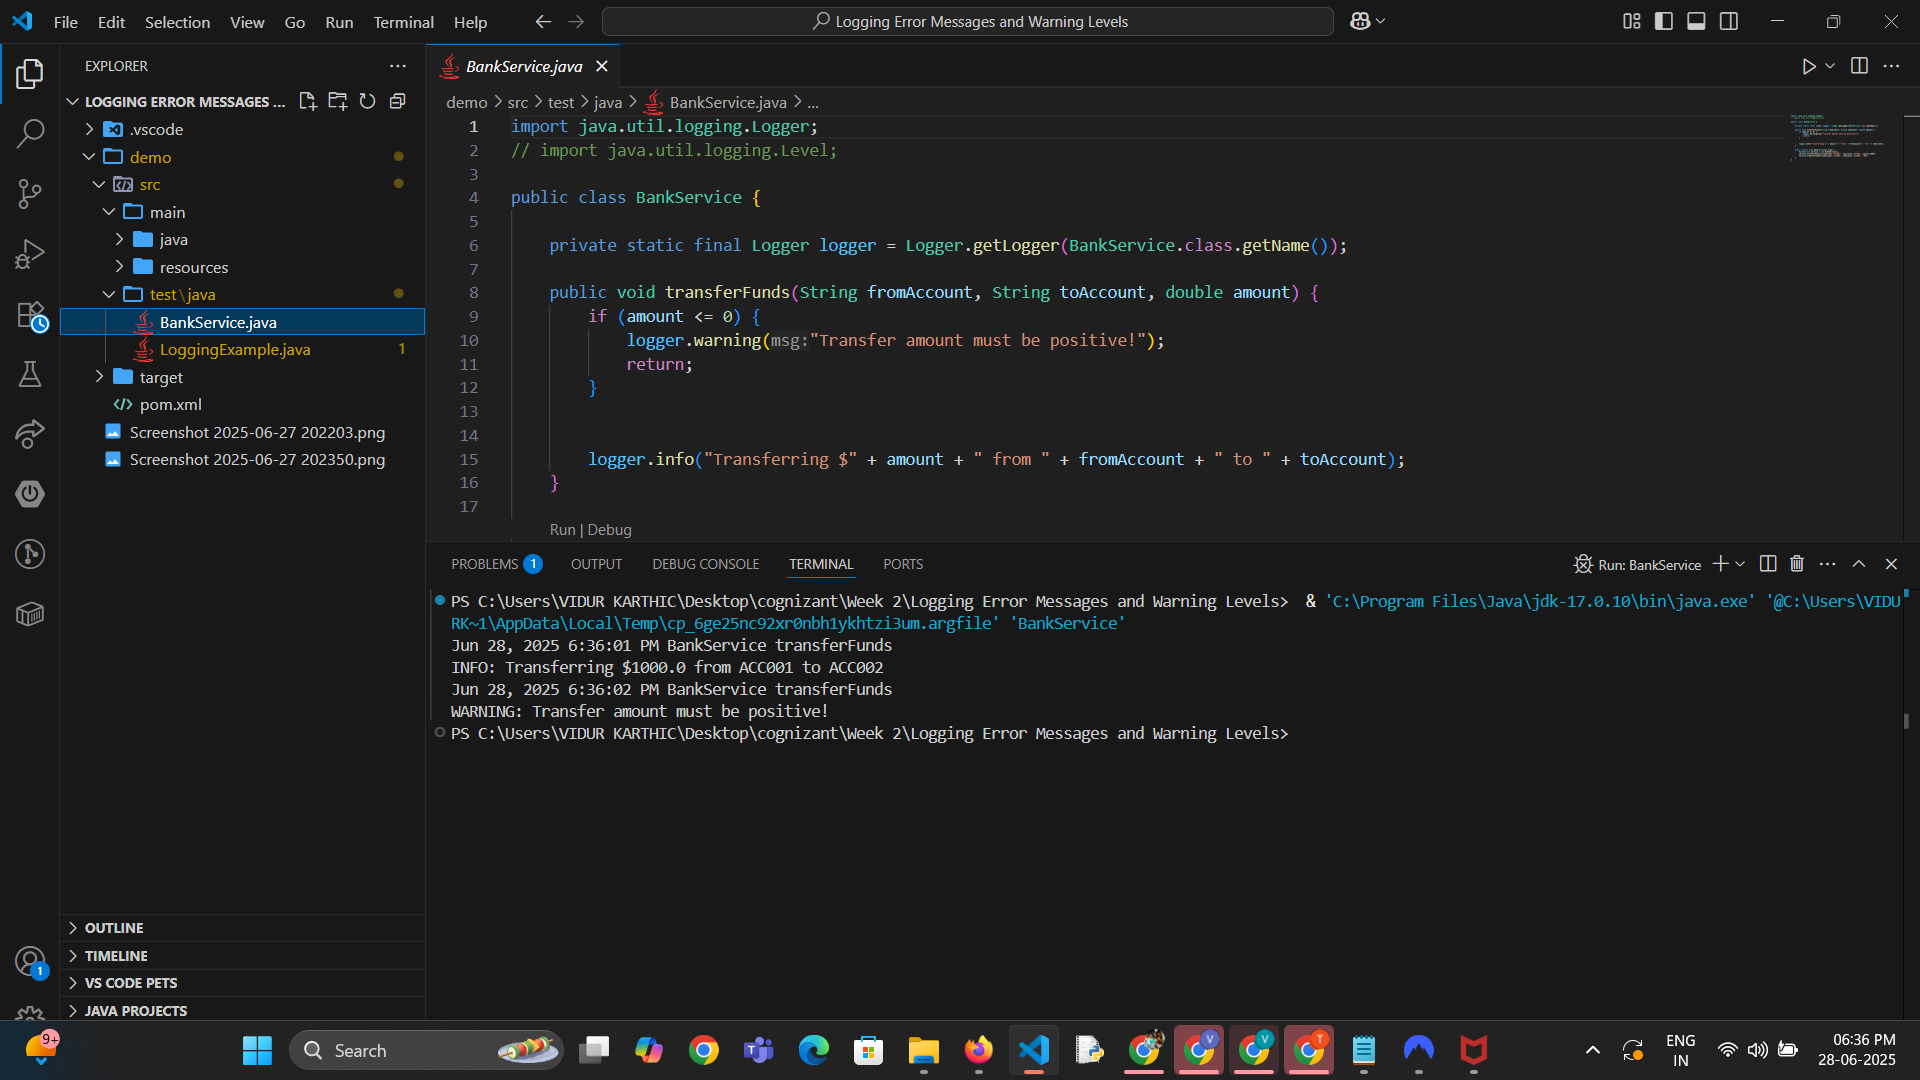 File Edit Selection View Go Run Terminal Help
Logging Error Messages and Warning Levels
EXPLORER
LOGGING ERROR MESSAGES ...
.vscode
demo
src
main
java
resources
test\java
BankService.java
LoggingExample.java 1
target
pom.xml
Screenshot 2025-06-27 202203.png
Screenshot 2025-06-27 202350.png
OUTLINE
TIMELINE
VS CODE PETS
JAVA PROJECTS
1
BankService.java
demo > src > test > java > BankService.java > ...
1 import java.util.logging.Logger;
2 // import java.util.logging.Level;
3
4 public class BankService {
5
6 private static final Logger logger = Logger.getLogger(BankService.class.getName());
7
8 public void transferFunds(String fromAccount, String toAccount, double amount) {
9 if (amount <= 0) {
10 logger.warning(msg:"Transfer amount must be positive!");
11 return;
12 }
13
14
15 logger.info("Transferring $" + amount + " from " + fromAccount + " to " + toAccount);
16 }
17
Run | Debug
PROBLEMS 1 OUTPUT DEBUG CONSOLE TERMINAL PORTS
Run: BankService
PS C:\Users\VIDUR KARTHIC\Desktop\cognizant\Week 2\Logging Error Messages and Warning Levels> & 'C:\Program Files\Java\jdk-17.0.10\bin\java.exe' '@C:\Users\VIDU
RK~1\AppData\Local\Temp\cp_6ge25nc92xr0nbh1ykhtzi3um.argfile' 'BankService'
Jun 28, 2025 6:36:01 PM BankService transferFunds
INFO: Transferring $1000.0 from ACC001 to ACC002
Jun 28, 2025 6:36:02 PM BankService transferFunds
WARNING: Transfer amount must be positive!
PS C:\Users\VIDUR KARTHIC\Desktop\cognizant\Week 2\Logging Error Messages and Warning Levels>
9+
Search
V
V
T
ENG
IN
06:36 PM
28-06-2025